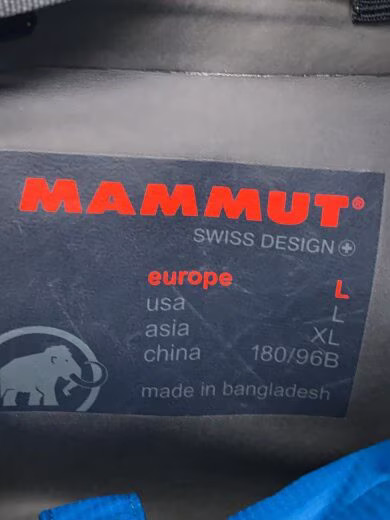 MAMMUT®
SWISS DESIGN
europe L
usa L
asia XL
china 180/96B
made in bangladesh